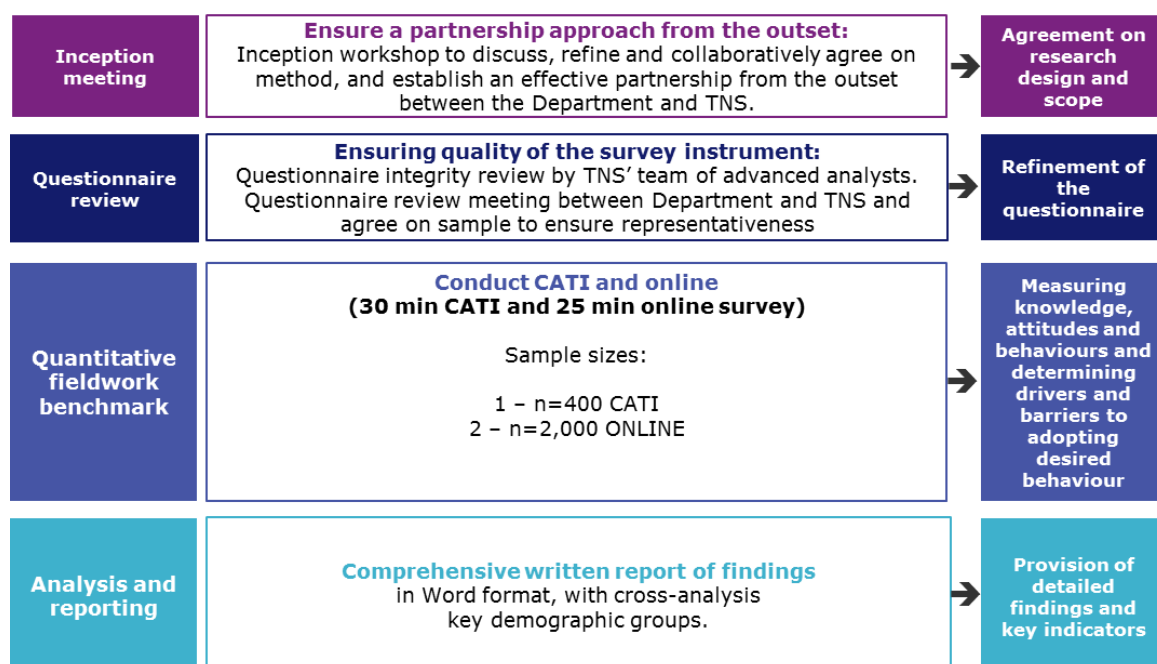 Inception
meeting
Ensure a partnership approach from the outset:
Inception workshop to discuss, refine and collaboratively agree on
method, and establish an effective partnership from the outset
between the Department and TNS.
Agreement on
research
design and
scope
Questionnaire
review
Ensuring quality of the survey instrument:
Questionnaire integrity review by TNS' team of advanced analysts.
Questionnaire review meeting between Department and TNS and
agree on sample to ensure representativeness
Refinement of
the
questionnaire
Quantitative
fieldwork
benchmark
Conduct CATI and online
(30 min CATI and 25 min online survey)
Sample sizes:
1 – n=400 CATI
2 – n=2,000 ONLINE
Measuring
knowledge,
attitudes and
behaviours and
determining
drivers and
barriers to
adopting
desired
behaviour
Analysis and
reporting
Comprehensive written report of findings
in Word format, with cross-analysis
key demographic groups.
Provision of
detailed
findings and
key indicators